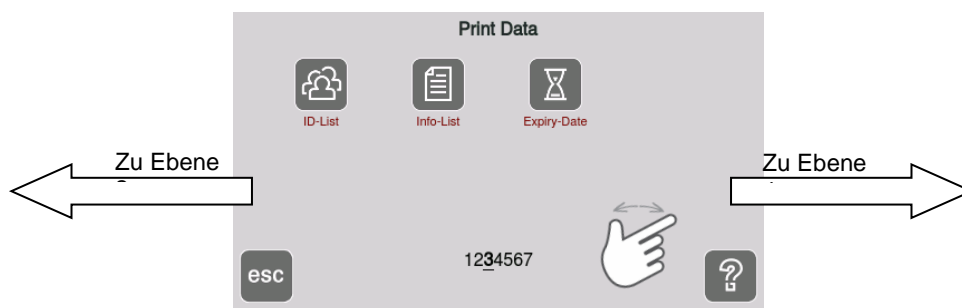 Print Data
ID-List
Info-List
Expiry-Date
Zu Ebene
Zu Ebene
esc
1234567
?